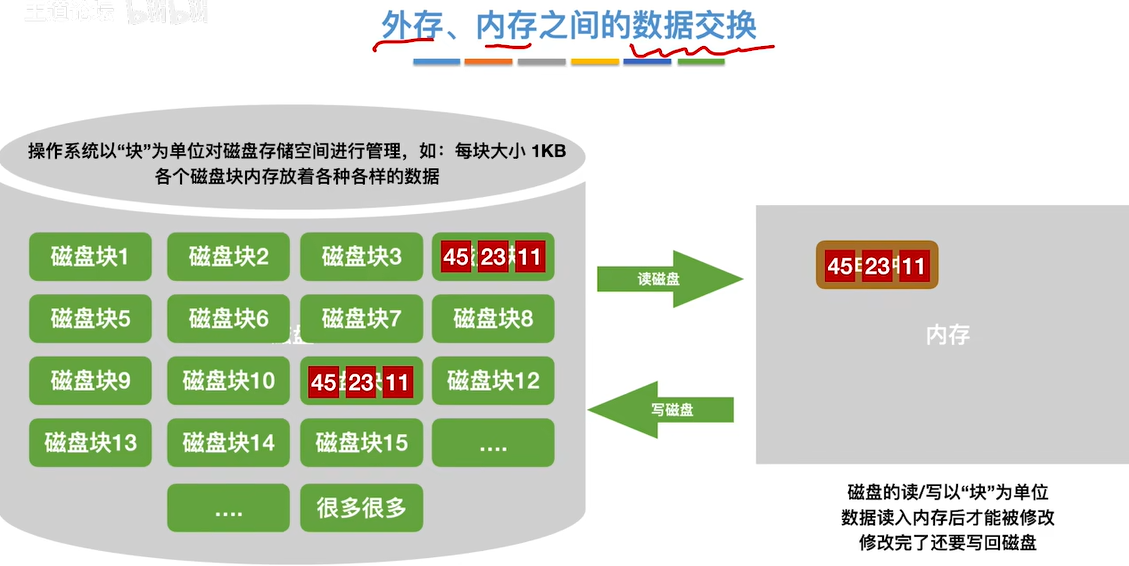 王道论坛 bilibili
外存、内存之间的数据交换
操作系统以“块”为单位对磁盘存储空间进行管理，如：每块大小 1KB
各个磁盘块内存放着各种各样的数据
磁盘块1 磁盘块2 磁盘块3 45 23 11
磁盘块5 磁盘块6 磁盘块7 磁盘块8
磁盘块9 磁盘块10 45 23 11 磁盘块12
磁盘块13 磁盘块14 磁盘块15 ....
.... 很多很多
读磁盘
写磁盘
45 23 11
内存
磁盘的读/写以“块”为单位
数据读入内存后才能被修改
修改完了还要写回磁盘